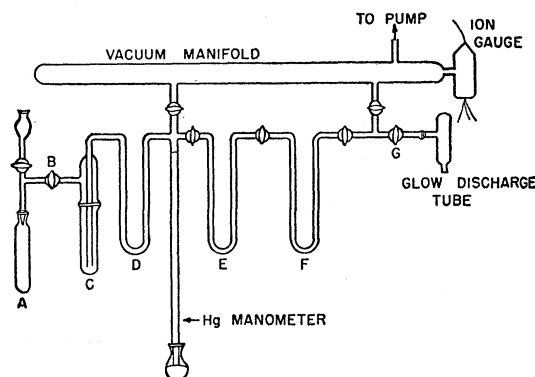 TO PUMP
ION
GAUGE
VACUUM MANIFOLD
B
G
GLOW DISCHARGE
TUBE
A
C
D
E
F
Hg MANOMETER